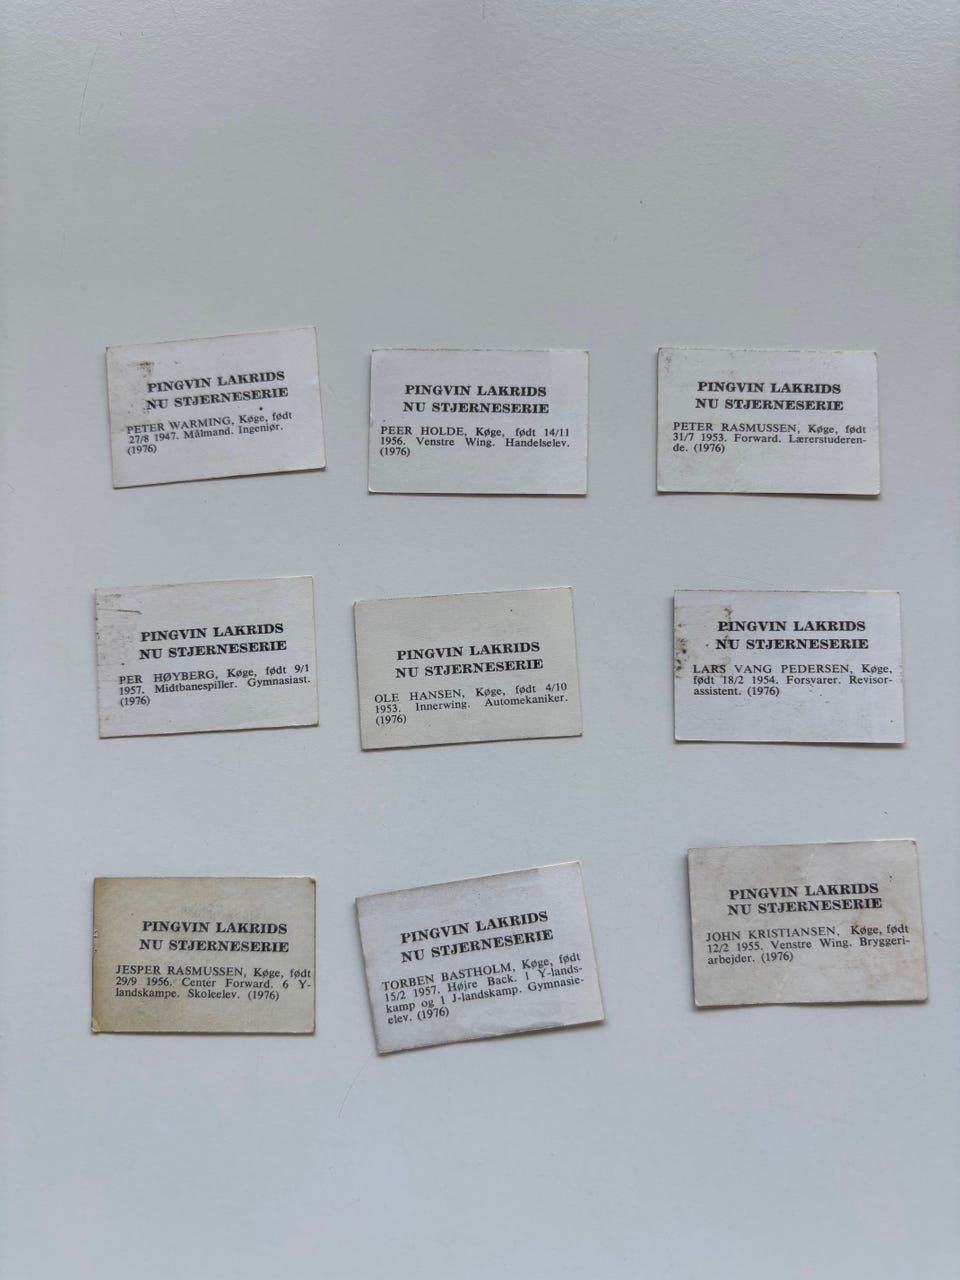 PINGVIN LAKRIDS
NU STJERNESERIE
PETER WARMING, Køge, født
27/8 1947. Målmand. Ingeniør.
(1976)
PINGVIN LAKRIDS
NU STJERNESERIE
PEER HOLDE, Køge, født 14/11
1956. Venstre Wing. Handelselev.
(1976)
PINGVIN LAKRIDS
NU STJERNESERIE
PETER RASMUSSEN, Køge, født
31/7 1953. Forward. Lærerstuderen-
de. (1976)
PINGVIN LAKRIDS
NU STJERNESERIE
PER HØYBERG, Køge, født 9/1
1957. Midtbanespiller. Gymnasiast.
(1976)
PINGVIN LAKRIDS
NU STJERNESERIE
OLE HANSEN, Køge, født 4/10
1953. Innerwing. Automekaniker.
(1976)
PINGVIN LAKRIDS
NU STJERNESERIE
LARS VANG PEDERSEN, Køge,
født 18/2 1954. Forsvarer. Revisor-
assistent. (1976)
PINGVIN LAKRIDS
NU STJERNESERIE
JESPER RASMUSSEN, Køge, født
29/9 1956. Center Forward. 6 Y-
landskampe. Skoleelev. (1976)
PINGVIN LAKRIDS
NU STJERNESERIE
TORBEN BASTHOLM, Køge, født
15/2 1957. Højre Back. 1 Y-lands-
kamp og 1 J-landskamp. Gymnasie-
elev. (1976)
PINGVIN LAKRIDS
NU STJERNESERIE
JOHN KRISTIANSEN, Køge, født
12/2 1955. Venstre Wing. Bryggeri-
arbejder. (1976)